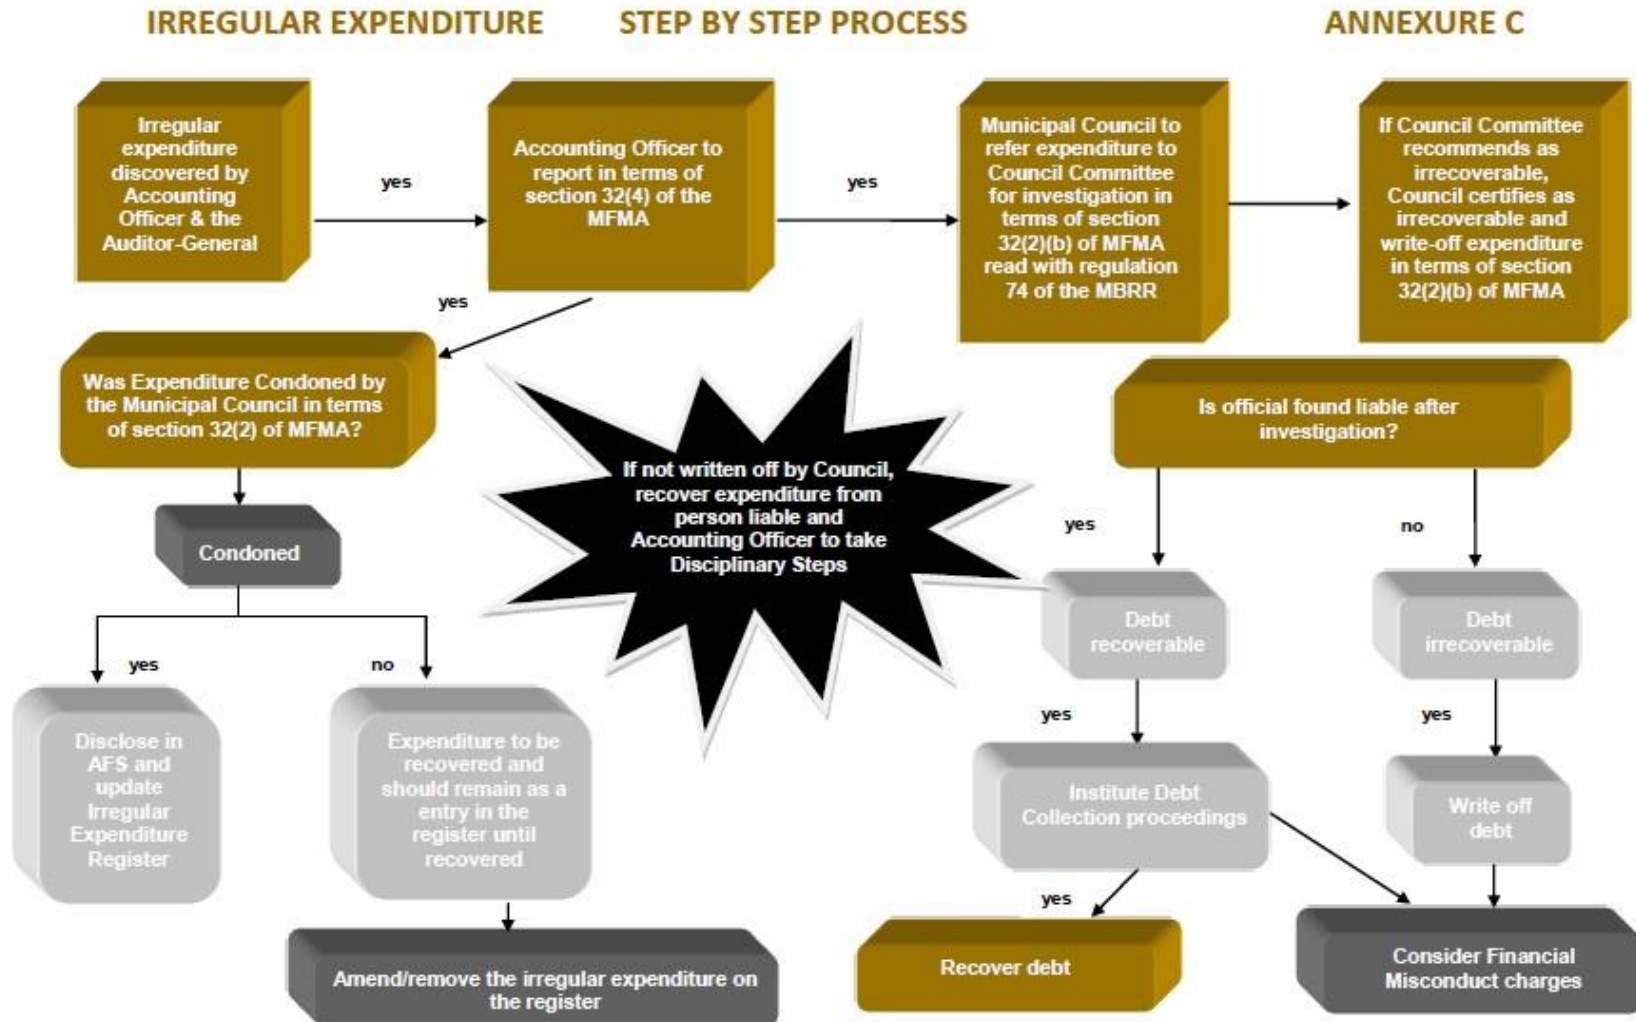 IRREGULAR EXPENDITURE
STEP BY STEP PROCESS
ANNEXURE C
Irregular
expenditure
discovered by
Accounting
Officer & the
Auditor-General
yes
Accounting Officer to
report in terms of
section 32(4) of the
MFMA
yes
Municipal Council to
refer expenditure to
Council Committee
for investigation in
terms of section
32(2)(b) of MFMA
read with regulation
74 of the MBRR
If Council Committee
recommends as
irrecoverable,
Council certifies as
irrecoverable and
write-off expenditure
in terms of section
32(2)(b) of MFMA
yes
Was Expenditure Condoned by
the Municipal Council in terms
of section 32(2) of MFMA?
Condoned
yes
no
Disclose in
AFS and
update
Irregular
Expenditure
Register
Expenditure to be
recovered and
should remain as a
entry in the
register until
recovered
Amend/remove the irregular expenditure on
the register
If not written off by Council,
recover expenditure from
person liable and
Accounting Officer to take
Disciplinary Steps
Is official found liable after
investigation?
yes
no
Debt
recoverable
Debt
irrecoverable
yes
yes
Institute Debt
Collection proceedings
Write off
debt
yes
Recover debt
Consider Financial
Misconduct charges